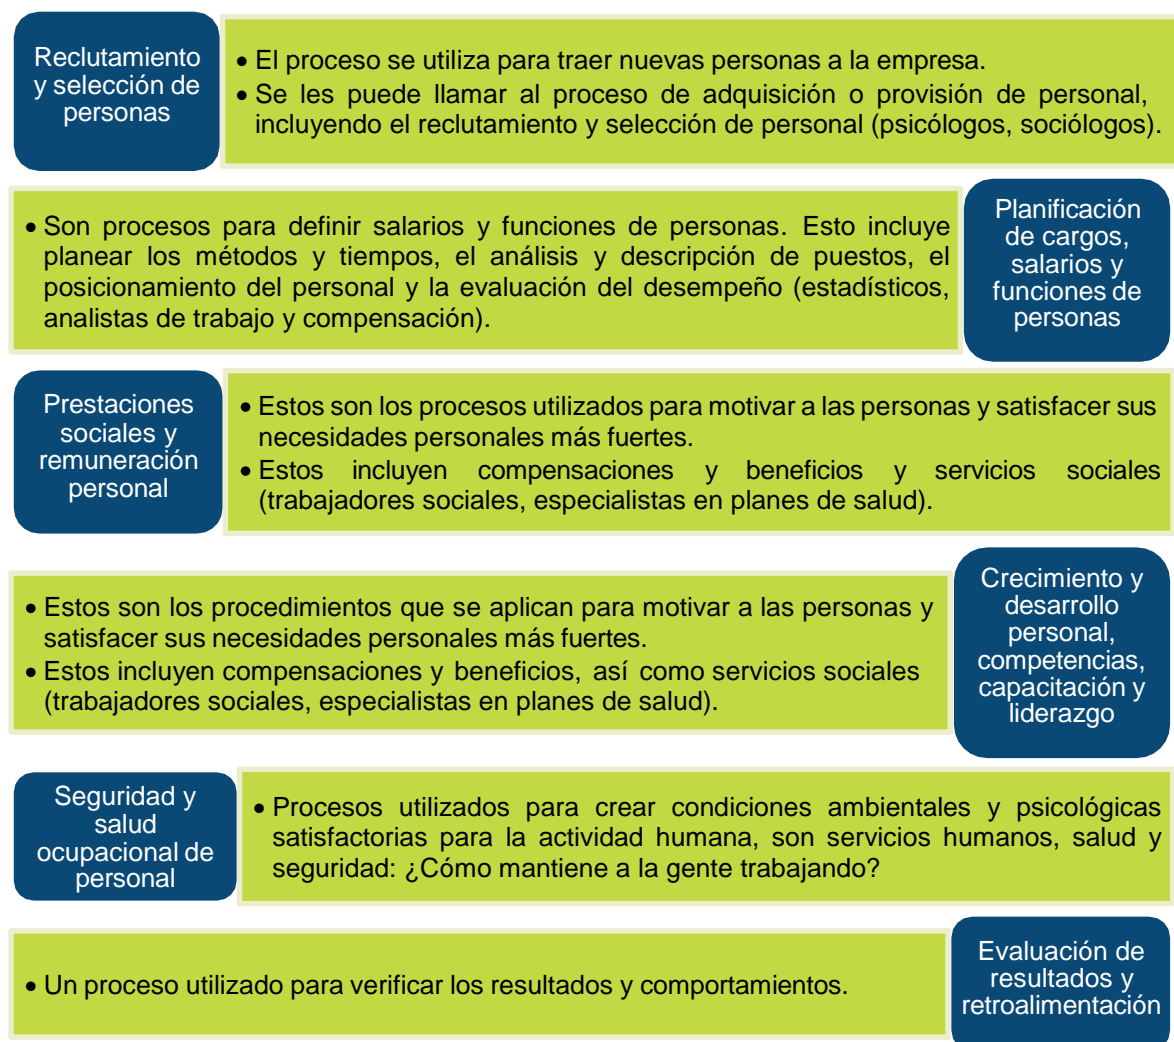 Reclutamiento
y selección de
personas
• El proceso se utiliza para traer nuevas personas a la empresa.
• Se les puede llamar al proceso de adquisición o provisión de personal,
incluyendo el reclutamiento y selección de personal (psicólogos, sociólogos).
• Son procesos para definir salarios y funciones de personas. Esto incluye
planear los métodos y tiempos, el análisis y descripción de puestos, el
posicionamiento del personal y la evaluación del desempeño (estadísticos,
analistas de trabajo y compensación).
Planificación
de cargos,
salarios y
funciones de
personas
Prestaciones
sociales y
remuneración
personal
• Estos son los procesos utilizados para motivar a las personas y satisfacer sus
necesidades personales más fuertes.
• Estos incluyen compensaciones y beneficios y servicios sociales
(trabajadores sociales, especialistas en planes de salud).
• Estos son los procedimientos que se aplican para motivar a las personas y
satisfacer sus necesidades personales más fuertes.
• Estos incluyen compensaciones y beneficios, así como servicios sociales
(trabajadores sociales, especialistas en planes de salud).
Crecimiento y
desarrollo
personal,
competencias,
capacitación y
liderazgo
Seguridad y
salud
ocupacional de
personal
• Procesos utilizados para crear condiciones ambientales y psicológicas
satisfactorias para la actividad humana, son servicios humanos, salud y
seguridad: ¿Cómo mantiene a la gente trabajando?
• Un proceso utilizado para verificar los resultados y comportamientos.
Evaluación de
resultados y
retroalimentación